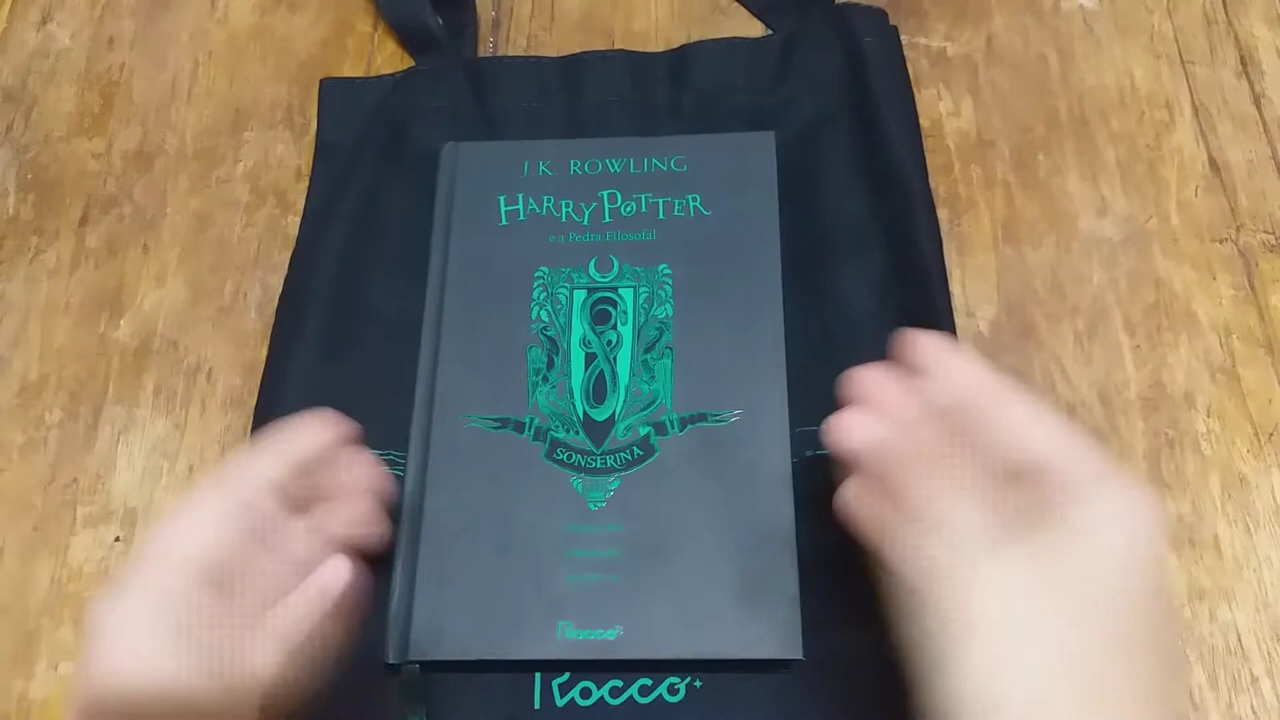 J.K. ROWLING
HARRY POTTER
e a Pedra Filosofal
SONSERINA
Rocco
Rocco